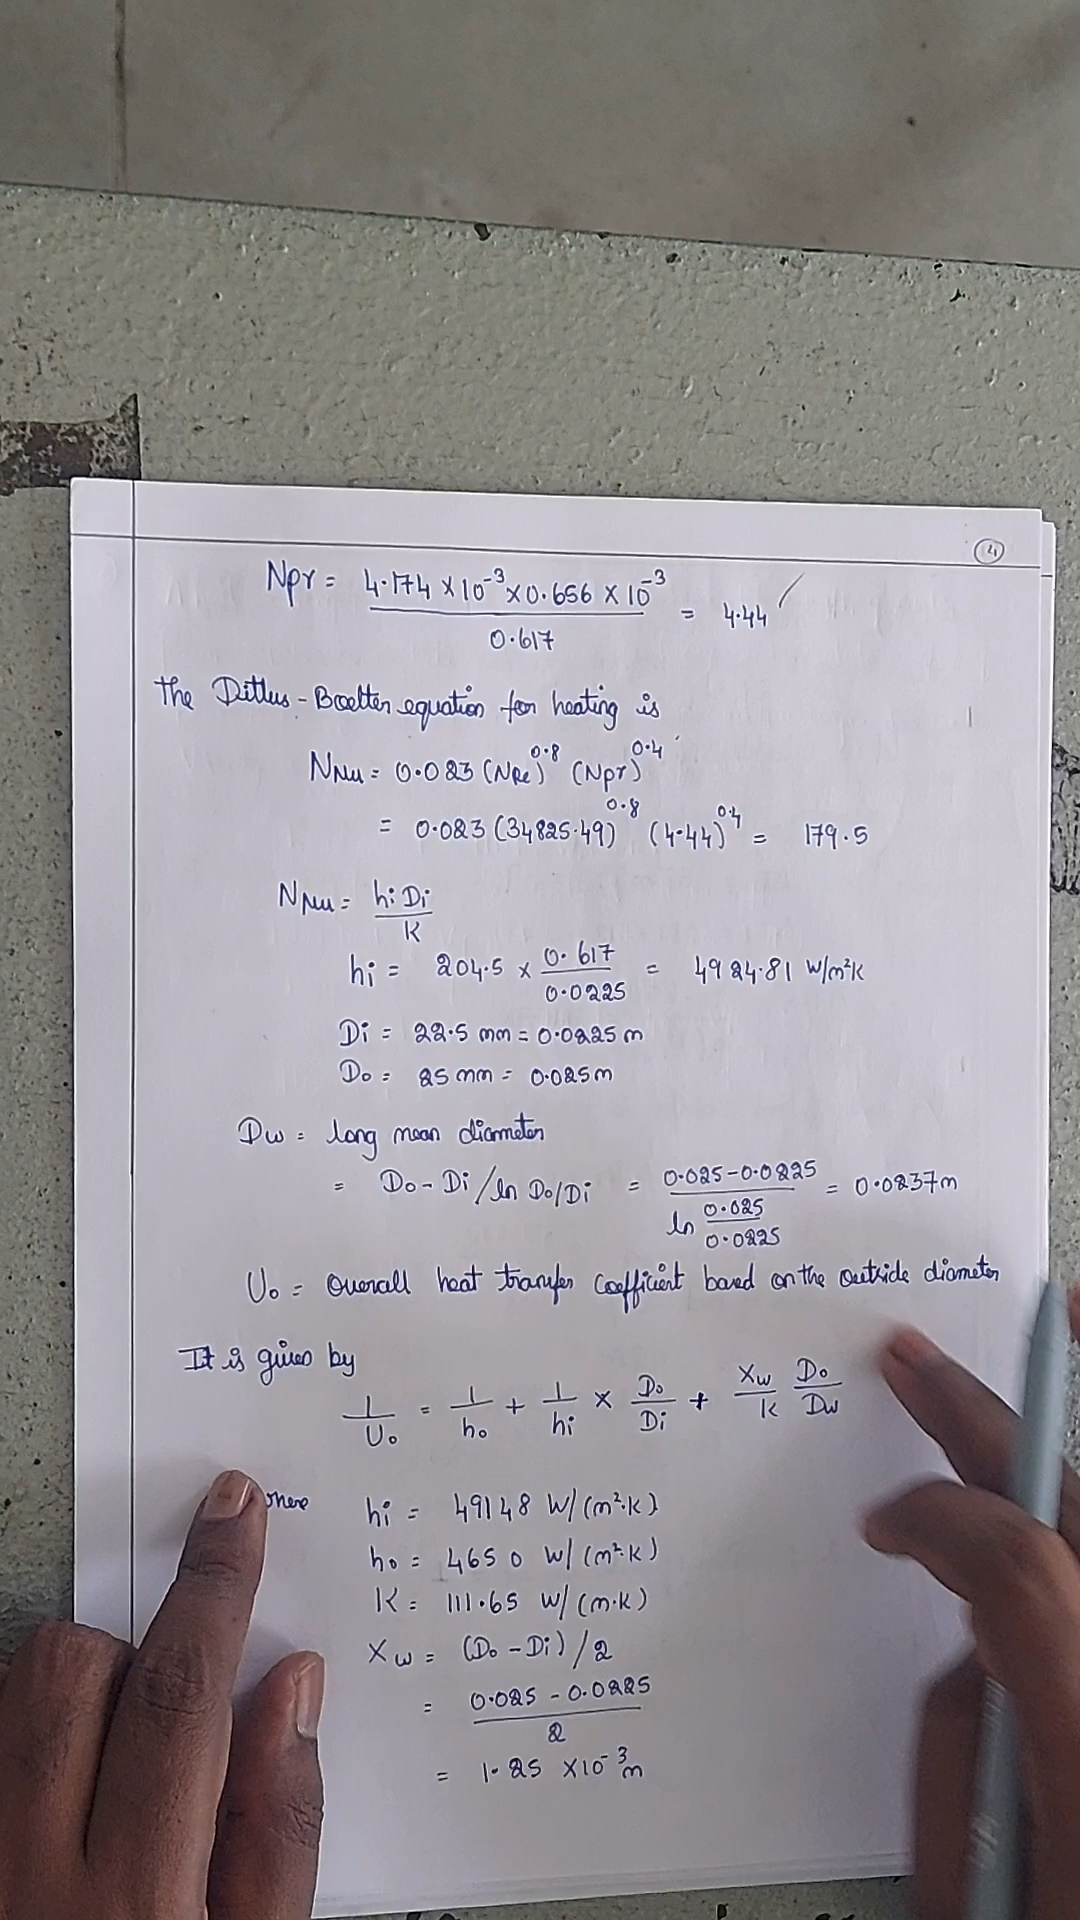 21
Npr = 4.174 × 10⁻³ × 0.656 × 10⁻³ / 0.617 = 4.44
The Dittus-Boelter equation for heating is
NNu = 0.023 (NRe)^0.8 (Npr)^0.4
= 0.023 (34825.49)^0.8 (4.44)^0.4 = 179.5
NNu = hi Di / K
hi = 204.5 × 0.617 / 0.0225 = 4924.81 W/m²K
Di = 22.5 mm = 0.0225 m
Do = 25 mm = 0.025 m
Dw = long mean diameter
= Do - Di / ln Do/Di = 0.025 - 0.0225 / ln 0.025 / 0.0225 = 0.0237 m
Uo = Overall heat transfer coefficient based on the outside diameter
It is given by
1/Uo = 1/ho + 1/hi × Do/Di + Xw/K Do/Dw
hi = 49148 W/(m².K)
ho = 4650 W/(m².K)
K = 111.65 W/(m.K)
Xw = (Do - Di) / 2
= 0.025 - 0.0225 / 2
= 1.25 × 10⁻³ m